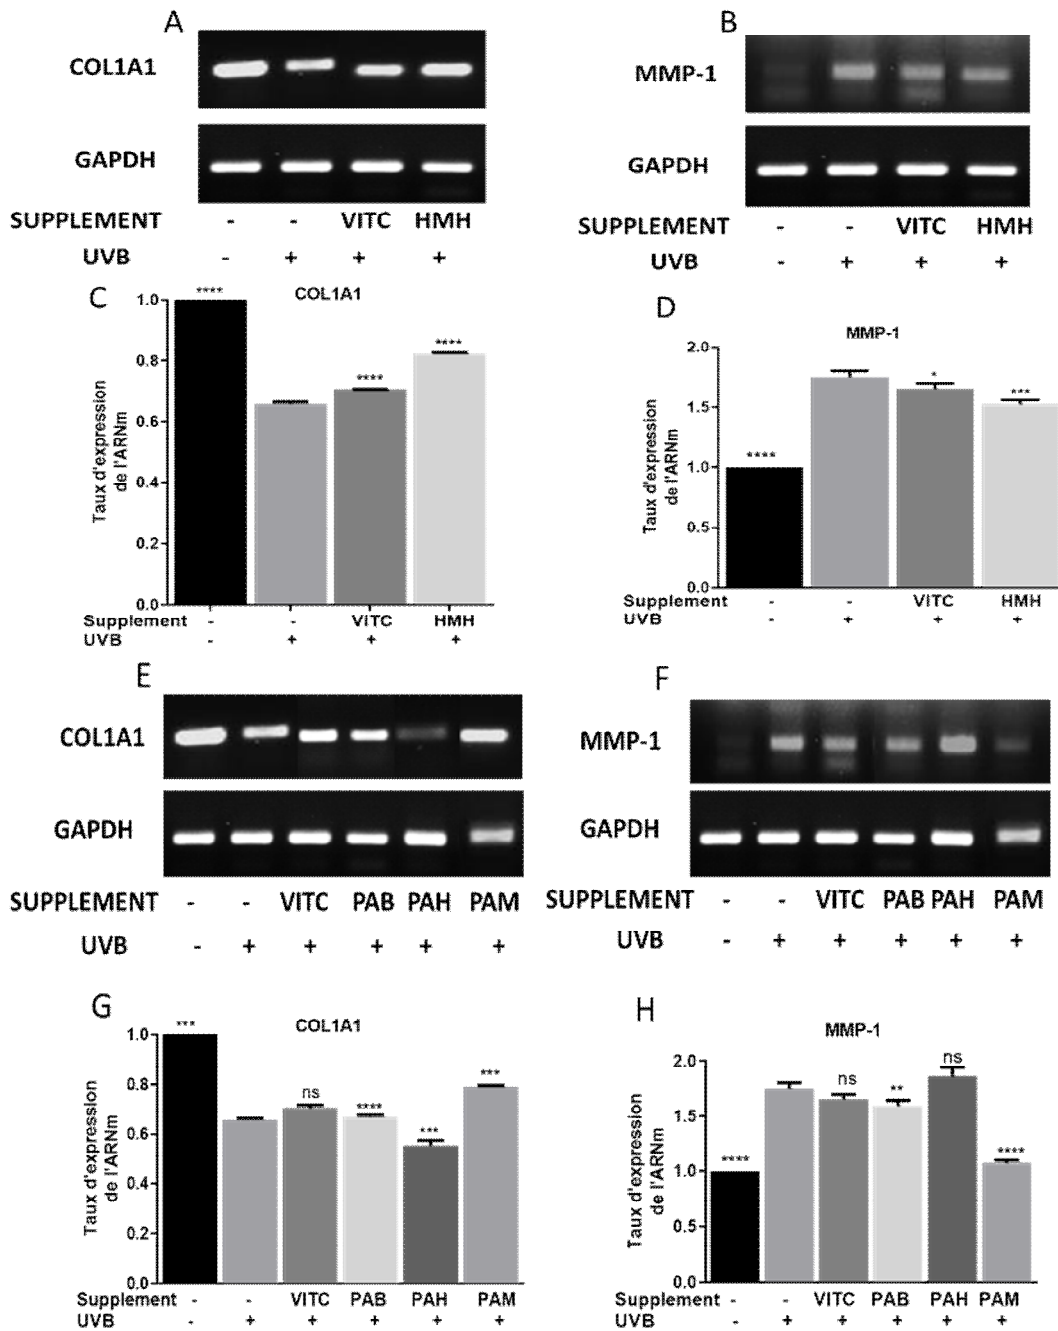 A
COL1A1
GAPDH
SUPPLEMENT - - VITC HMH
UVB - + + +
B
MMP-1
GAPDH
SUPPLEMENT - - VITC HMH
UVB - + + +
C
COL1A1
Taux d'expression
de l'ARNm
1.0
0.8
0.6
0.4
0.2
0.0
**** **** ****
Supplement - - VITC HMH
UVB - + + +
D
MMP-1
Taux d'expression
de l'ARNm
2.0
1.5
1.0
0.5
0.0
**** * ***
Supplement - - VITC HMH
UVB - + + +
E
COL1A1
GAPDH
SUPPLEMENT - - VITC PAB PAH PAM
UVB - + + + + +
F
MMP-1
GAPDH
SUPPLEMENT - - VITC PAB PAH PAM
UVB - + + + + +
G
COL1A1
Taux d'expression
de l'ARNm
1.0
0.8
0.6
0.4
0.2
0.0
*** ns **** *** ***
Supplement - - VITC PAB PAH PAM
UVB - + + + + +
H
MMP-1
Taux d'expression
de l'ARNm
2.0
1.5
1.0
0.5
0.0
**** ns ** ns ****
Supplement - - VITC PAB PAH PAM
UVB - + + + + +